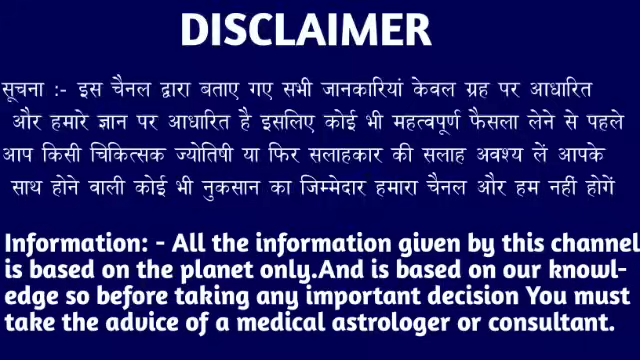 DISCLAIMER
सूचना :- इस चैनल द्वारा बताए गए सभी जानकारियां केवल ग्रह पर आधारित
और हमारे ज्ञान पर आधारित है इसलिए कोई भी महत्वपूर्ण फैसला लेने से पहले
आप किसी चिकित्सक ज्योतिषी या फिर सलाहकार की सलाह अवश्य लें आपके
साथ होने वाली कोई भी नुकसान का जिम्मेदार हमारा चैनल और हम नहीं होगें
Information: - All the information given by this channel
is based on the planet only.And is based on our knowl-
edge so before taking any important decision You must
take the advice of a medical astrologer or consultant.